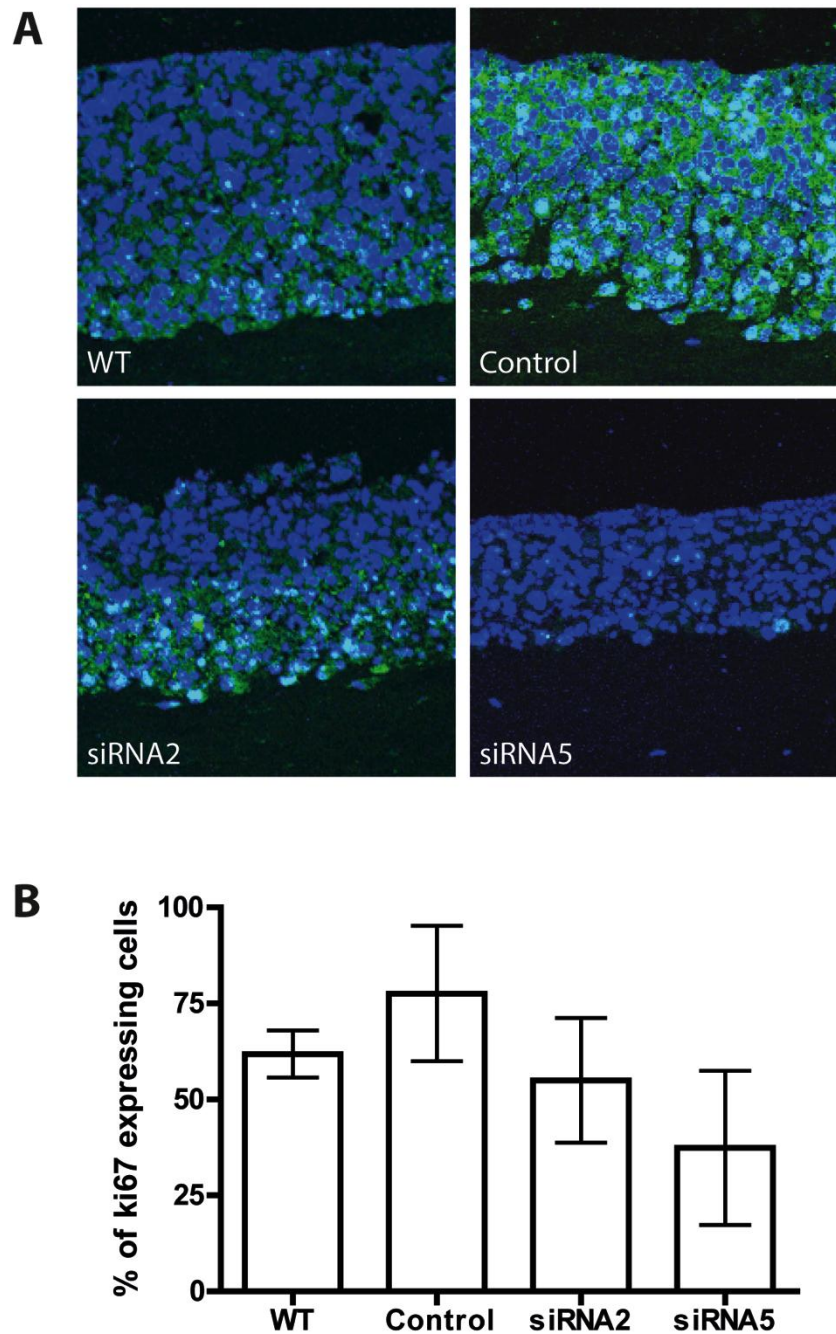 A
WT
Control
siRNA2
siRNA5
B
% of ki67 expressing cells
100
75
50
25
0
WT Control siRNA2 siRNA5